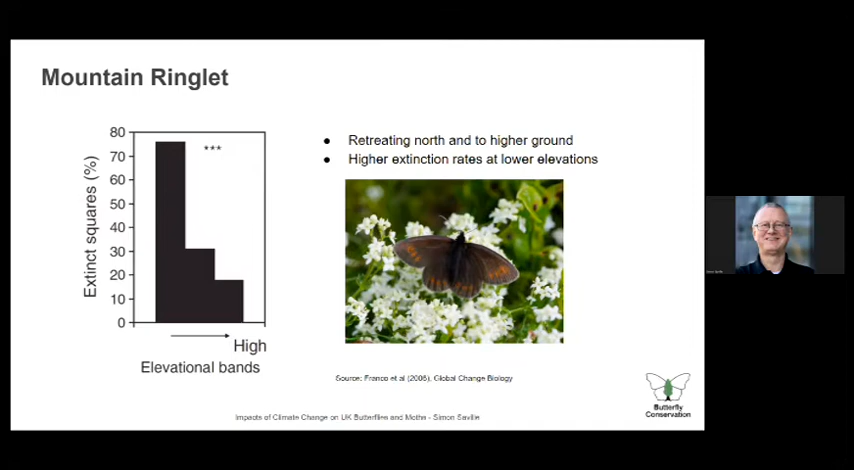 Mountain Ringlet
80
70
60
50
40
30
20
10
0
Extinct squares (%)
***
High
Elevational bands
● Retreating north and to higher ground
● Higher extinction rates at lower elevations
Source: Franco et al (2006), Global Change Biology
Butterfly
Conservation
Impacts of Climate Change on UK Butterflies and Moths - Simon Saville